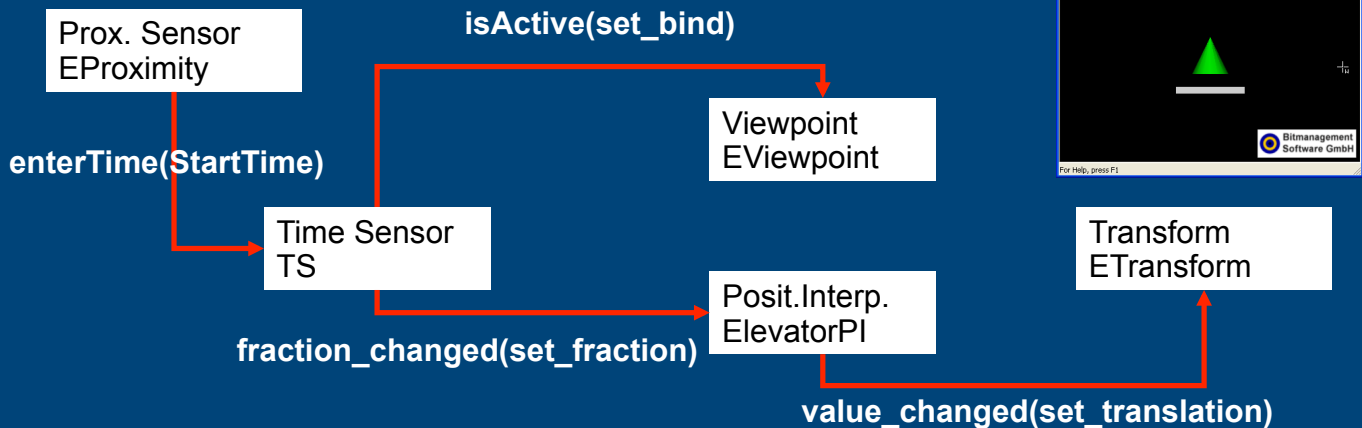 isActive(set_bind)
Prox. Sensor
EProximity
Viewpoint
EViewpoint
Bitmanagement
Software GmbH
enterTime(StartTime)
For Help, press F1
Time Sensor
TS
Transform
ETransform
Posit.Interp.
ElevatorPI
fraction_changed(set_fraction)
value_changed(set_translation)